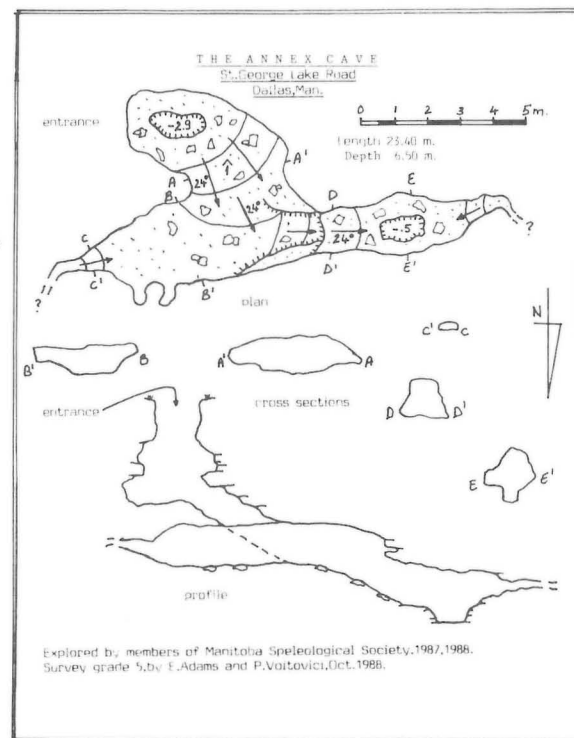 THE ANNEX CAVE
St.George Lake Road
Dallas,Man.
entrance
0 1 2 3 4 5 m.
Length 23.40 m.
Depth 6.50 m.
-2.9
A'
1
A
24°
B
24°
D
E
-.5
24°
?
C
C'
?
B'
D'
E'
plan
N
C' C
B' B
A' A
entrance
cross sections
D D'
E E'
profile
Explored by members of Manitoba Speleological Society.1987,1988.
Survey grade 5,by E.Adams and P.Voitovici,Oct.1988.